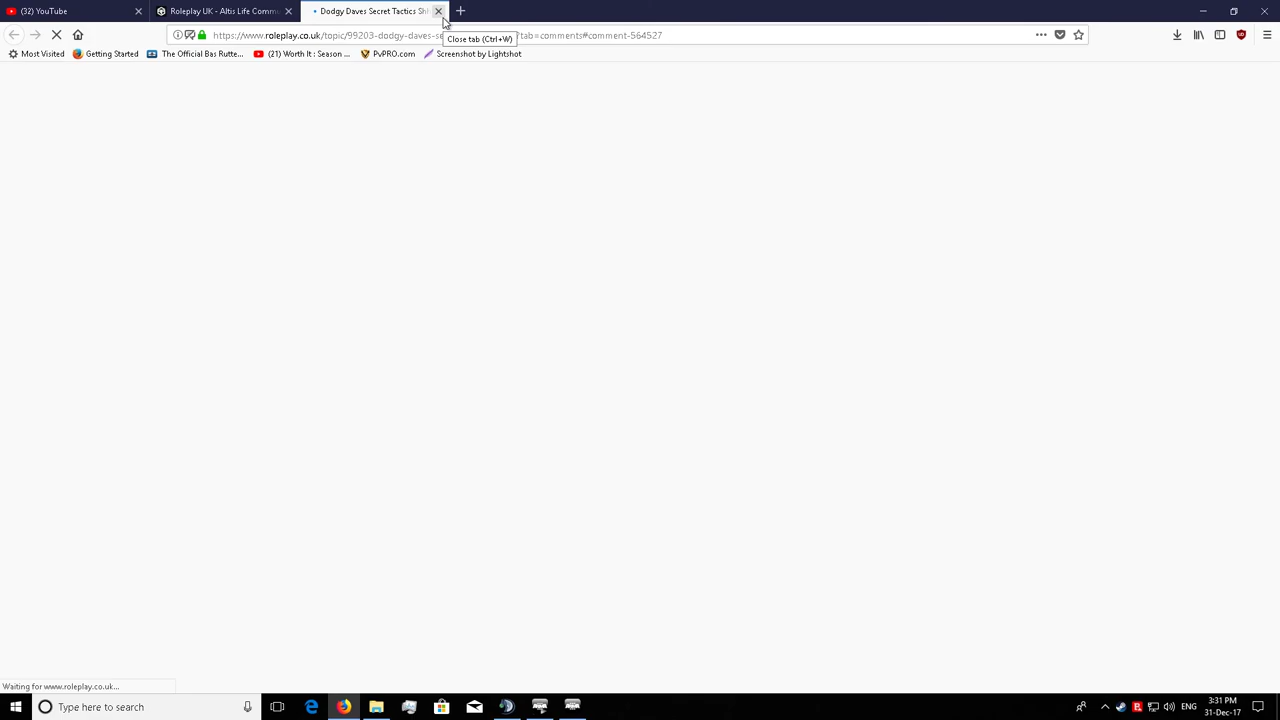 (32) YouTube
Roleplay UK - Altis Life Commu
Dodgy Daves Secret Tactics Shh
https://www.roleplay.co.uk/topic/99203-dodgy-daves-se ?tab=comments#comment-564527
Close tab (Ctrl+W)
Most Visited Getting Started The Official Bas Rutte... (21) Worth It : Season ... PvPRO.com Screenshot by Lightshot
Waiting for www.roleplay.co.uk...
Type here to search
ENG
3:31 PM
31-Dec-17